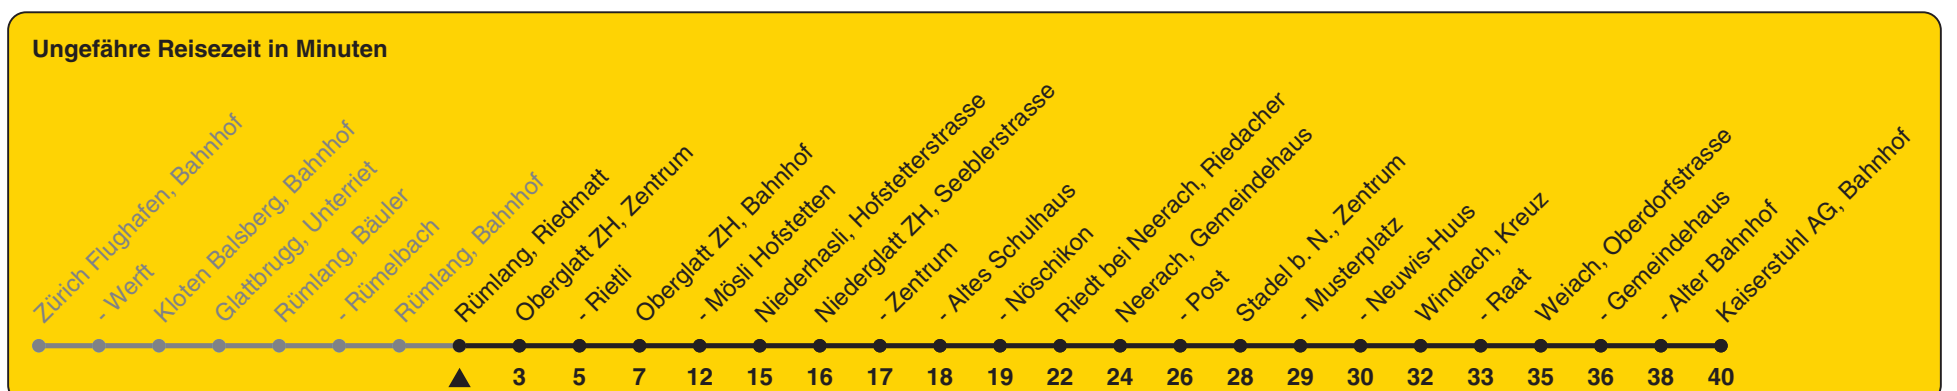 Ungefähre Reisezeit in Minuten
Zürich Flughafen, Bahnhof
- Werft
Kloten Balsberg, Bahnhof
Glattbrugg, Unterriet
Rümlang, Bäuler
- Rümelbach
Rümlang, Bahnhof
Rümlang, Riedmatt
Oberglatt ZH, Zentrum
- Rietli
Oberglatt ZH, Bahnhof
- Mösli Hofstetten
Niederhasli, Hofstetterstrasse
Niederglatt ZH, Seeblerstrasse
- Zentrum
- Altes Schulhaus
- Nöschikon
Riedt bei Neerach, Riedacher
Neerach, Gemeindehaus
- Post
Stadel b. N., Zentrum
- Musterplatz
- Neuwis-Huus
Windlach, Kreuz
- Raat
Weiach, Oberdorfstrasse
- Gemeindehaus
- Alter Bahnhof
Kaiserstuhl AG, Bahnhof
3 5 7 12 15 16 17 18 19 22 24 26 28 29 30 32 33 35 36 38 40